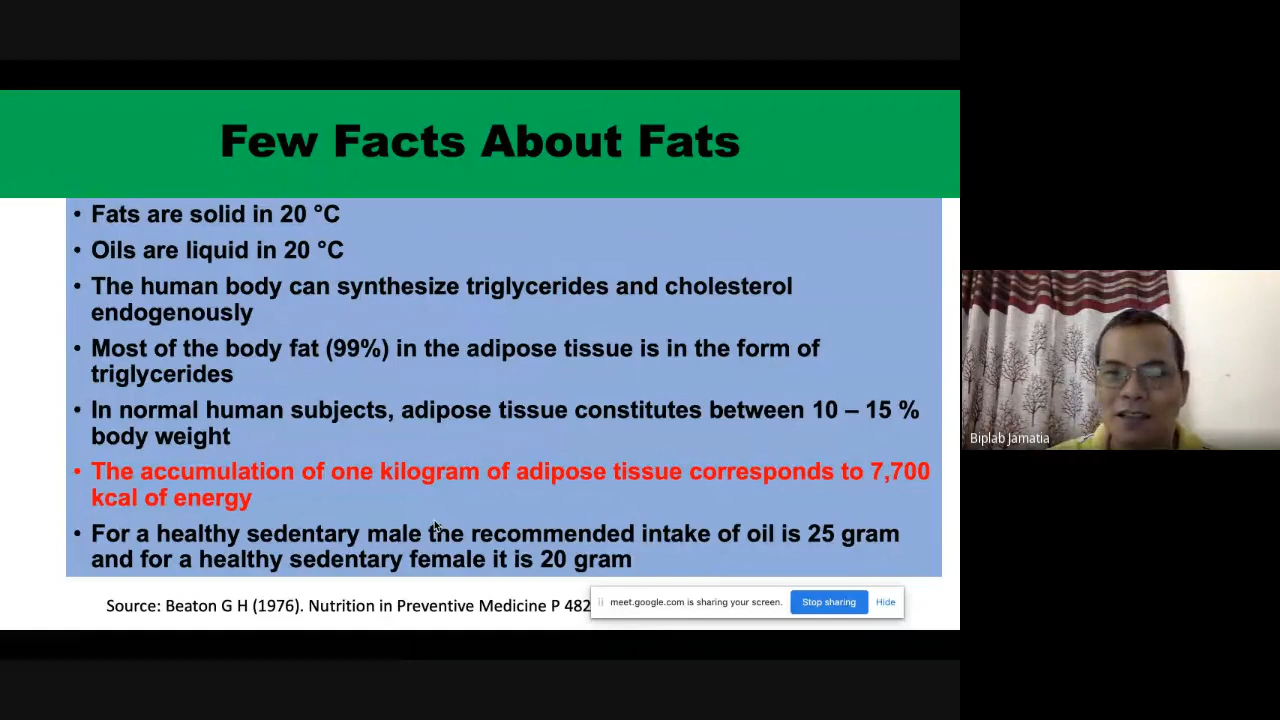 Few Facts About Fats
• Fats are solid in 20 °C
• Oils are liquid in 20 °C
• The human body can synthesize triglycerides and cholesterol
endogenously
• Most of the body fat (99%) in the adipose tissue is in the form of
triglycerides
• In normal human subjects, adipose tissue constitutes between 10 – 15 %
body weight
• The accumulation of one kilogram of adipose tissue corresponds to 7,700
kcal of energy
• For a healthy sedentary male the recommended intake of oil is 25 gram
and for a healthy sedentary female it is 20 gram
Source: Beaton G H (1976). Nutrition in Preventive Medicine P 482
meet.google.com is sharing your screen. Stop sharing Hide
Biplab Jamatia